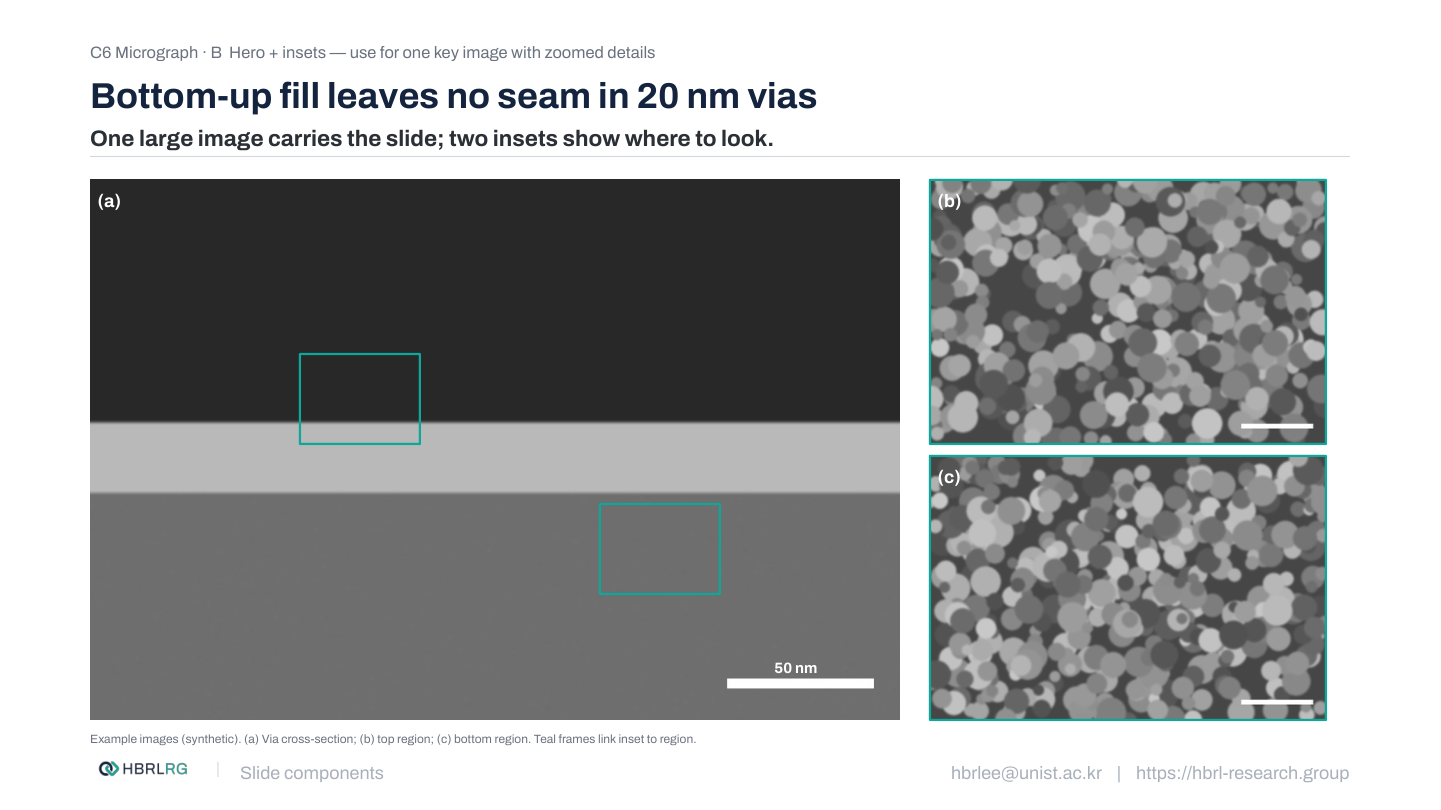 C6 Micrograph · B Hero + insets — use for one key image with zoomed details
Bottom-up fill leaves no seam in 20 nm vias
One large image carries the slide; two insets show where to look.
(a)
(b)
(c)
50 nm
Example images (synthetic). (a) Via cross-section; (b) top region; (c) bottom region. Teal frames link inset to region.
HBRLRG
Slide components
hbrlee@unist.ac.kr | https://hbrl-research.group